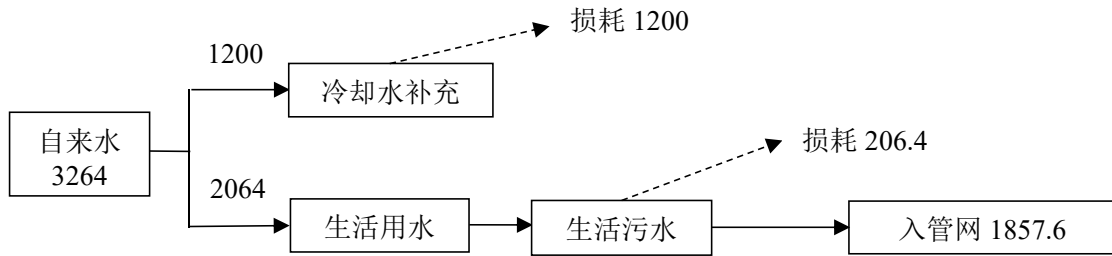 损耗 1200
1200
冷却水补充
自来水
3264
损耗 206.4
2064
生活用水
生活污水
入管网 1857.6